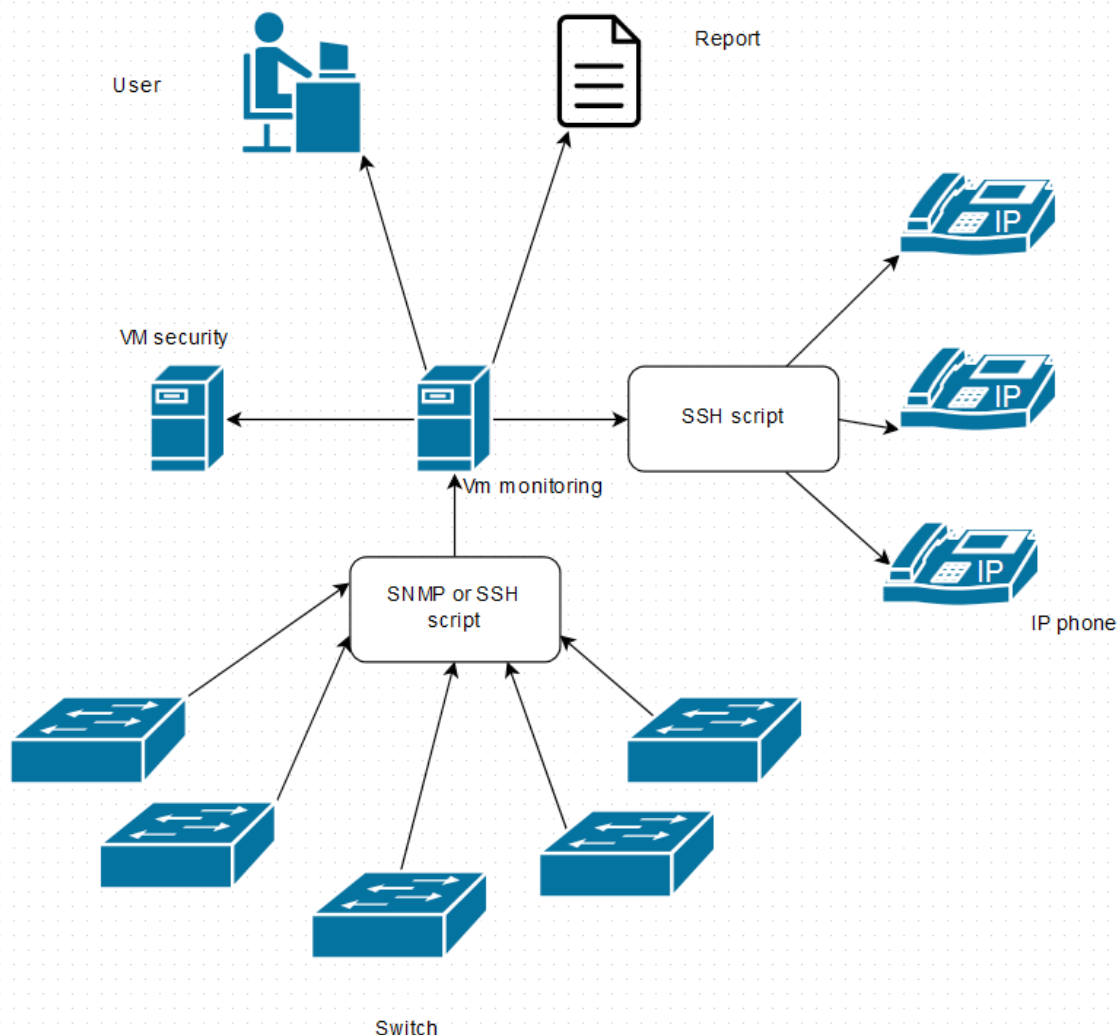 Report
User
IP
VM security
IP
SSH script
Vm monitoring
IP
SNMP or SSH
script
IP phone
Switch